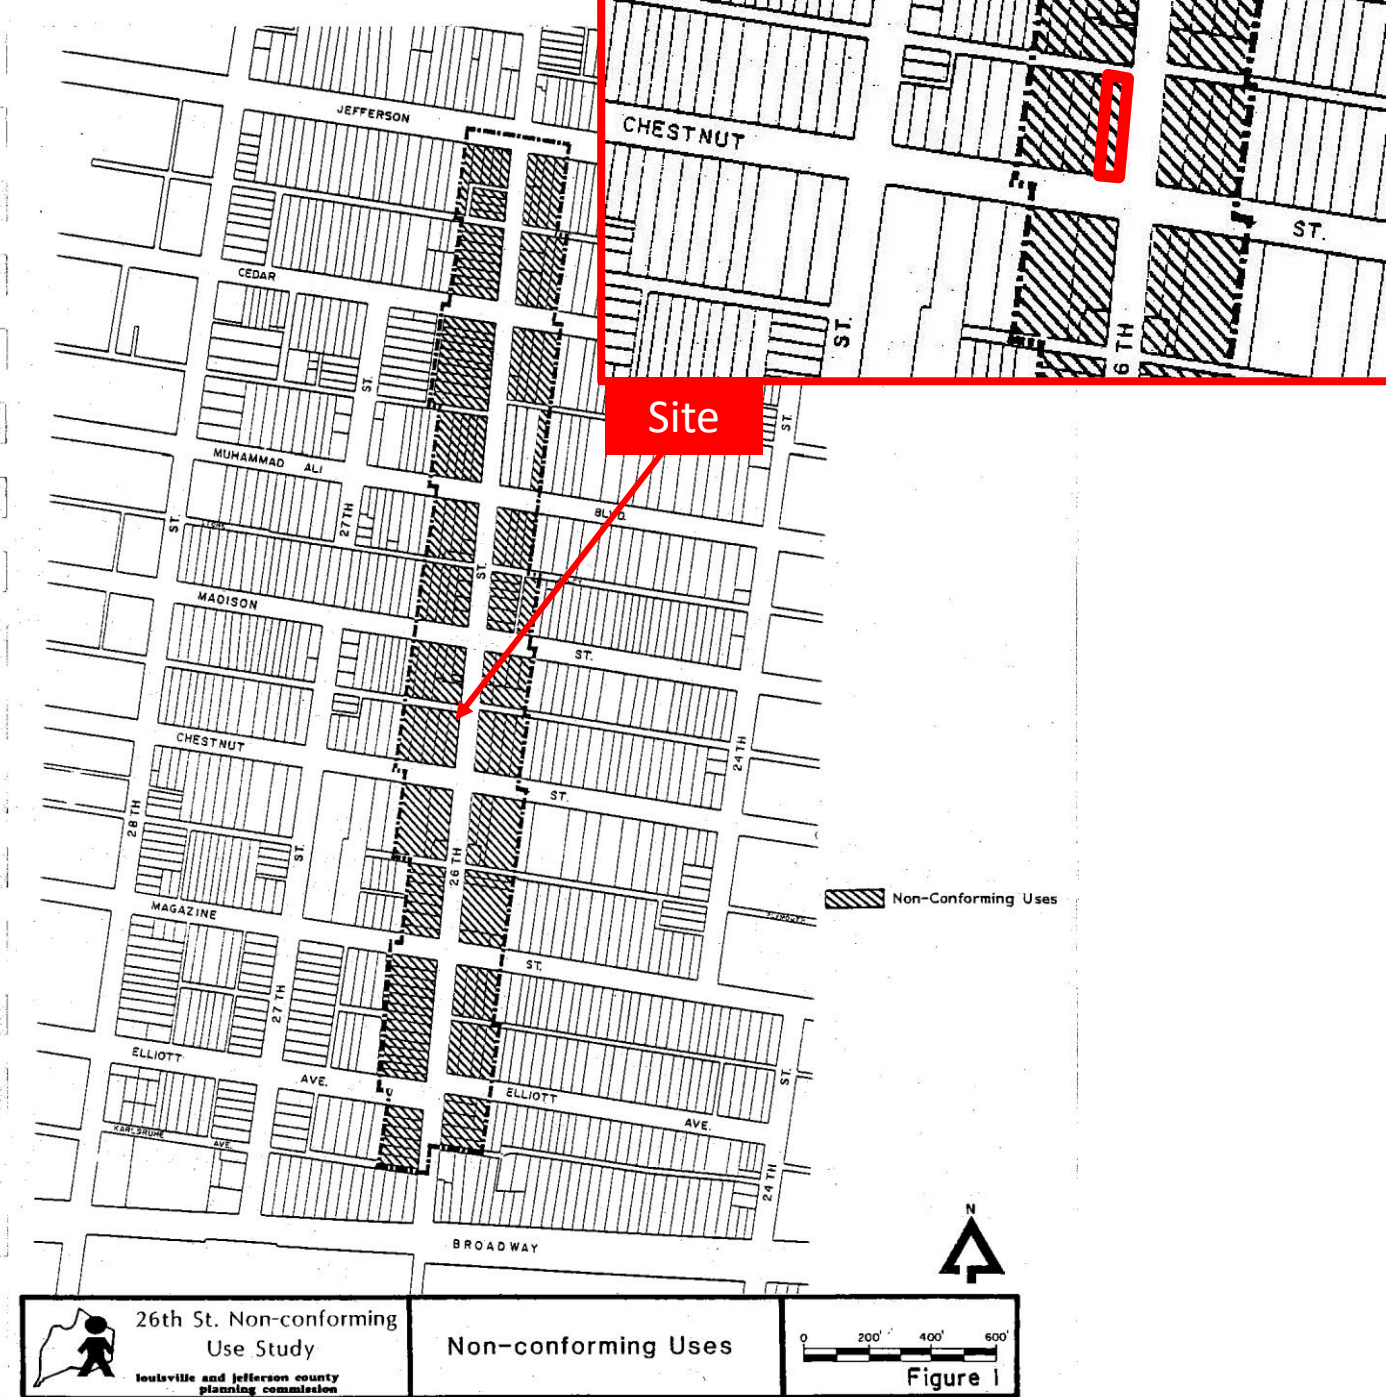 JEFFERSON
CHESTNUT
ST.
ST.
6 TH
Site
CEDAR
ST.
ST.
MUHAMMAD ALI
BLVD.
27TH
ST.
ST.
MADISON
ST.
CHESTNUT
ST.
24TH
28TH
ST.
26TH
MAGAZINE
ST.
27TH
ELLIOTT
AVE.
ELLIOTT
AVE.
ST.
KARLSRUHE
AVE.
24TH
BROADWAY
Non-Conforming Uses
N
26th St. Non-conforming
Use Study
louisville and jefferson county
planning commission
Non-conforming Uses
0 200' 400' 600'
Figure 1